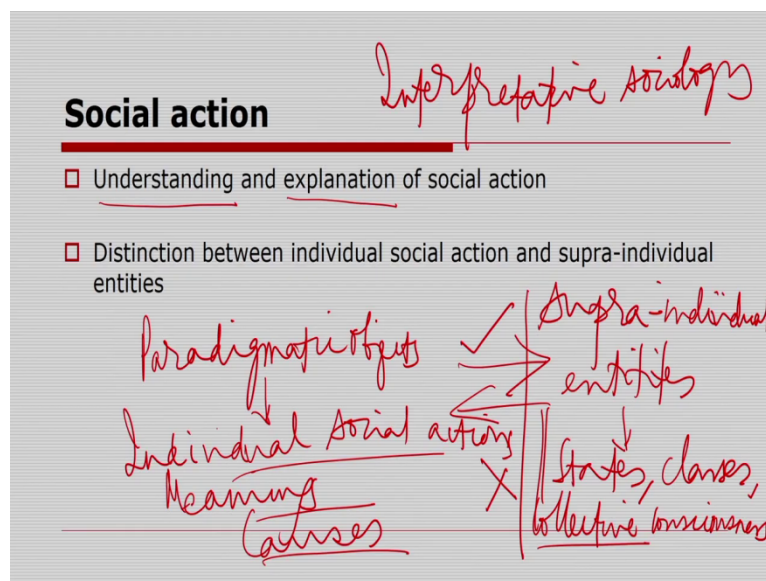 Interpretative sociology
Social action
Understanding and explanation of social action
Distinction between individual social action and supra-individual
entities
Paradigmatic objects
Individual social actions
Meaning
Causes
Supra-individual
entities
States, classes,
collective consciousness